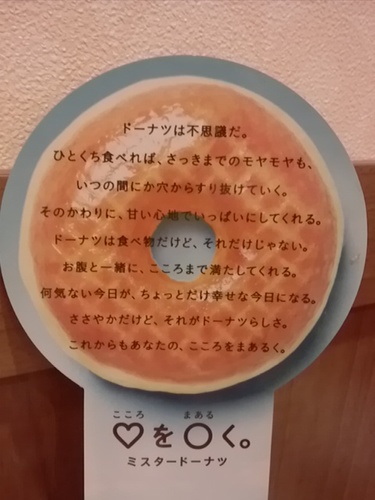 ドーナツは不思議だ。
ひとくち食べれば、さっきまでのモヤモヤも、
いつの間にか穴からすり抜けていく。
そのかわりに、甘い心地でいっぱいにしてくれる。
ドーナツは食べ物だけど、それだけじゃない。
お腹と一緒に、こころまで満たしてくれる。
何気ない今日が、ちょっとだけ幸せな今日になる。
ささやかだけど、それがドーナツらしさ。
これからもあなたの、こころをまあるく。
こころ まある
♡を〇く。
ミスタードーナツ